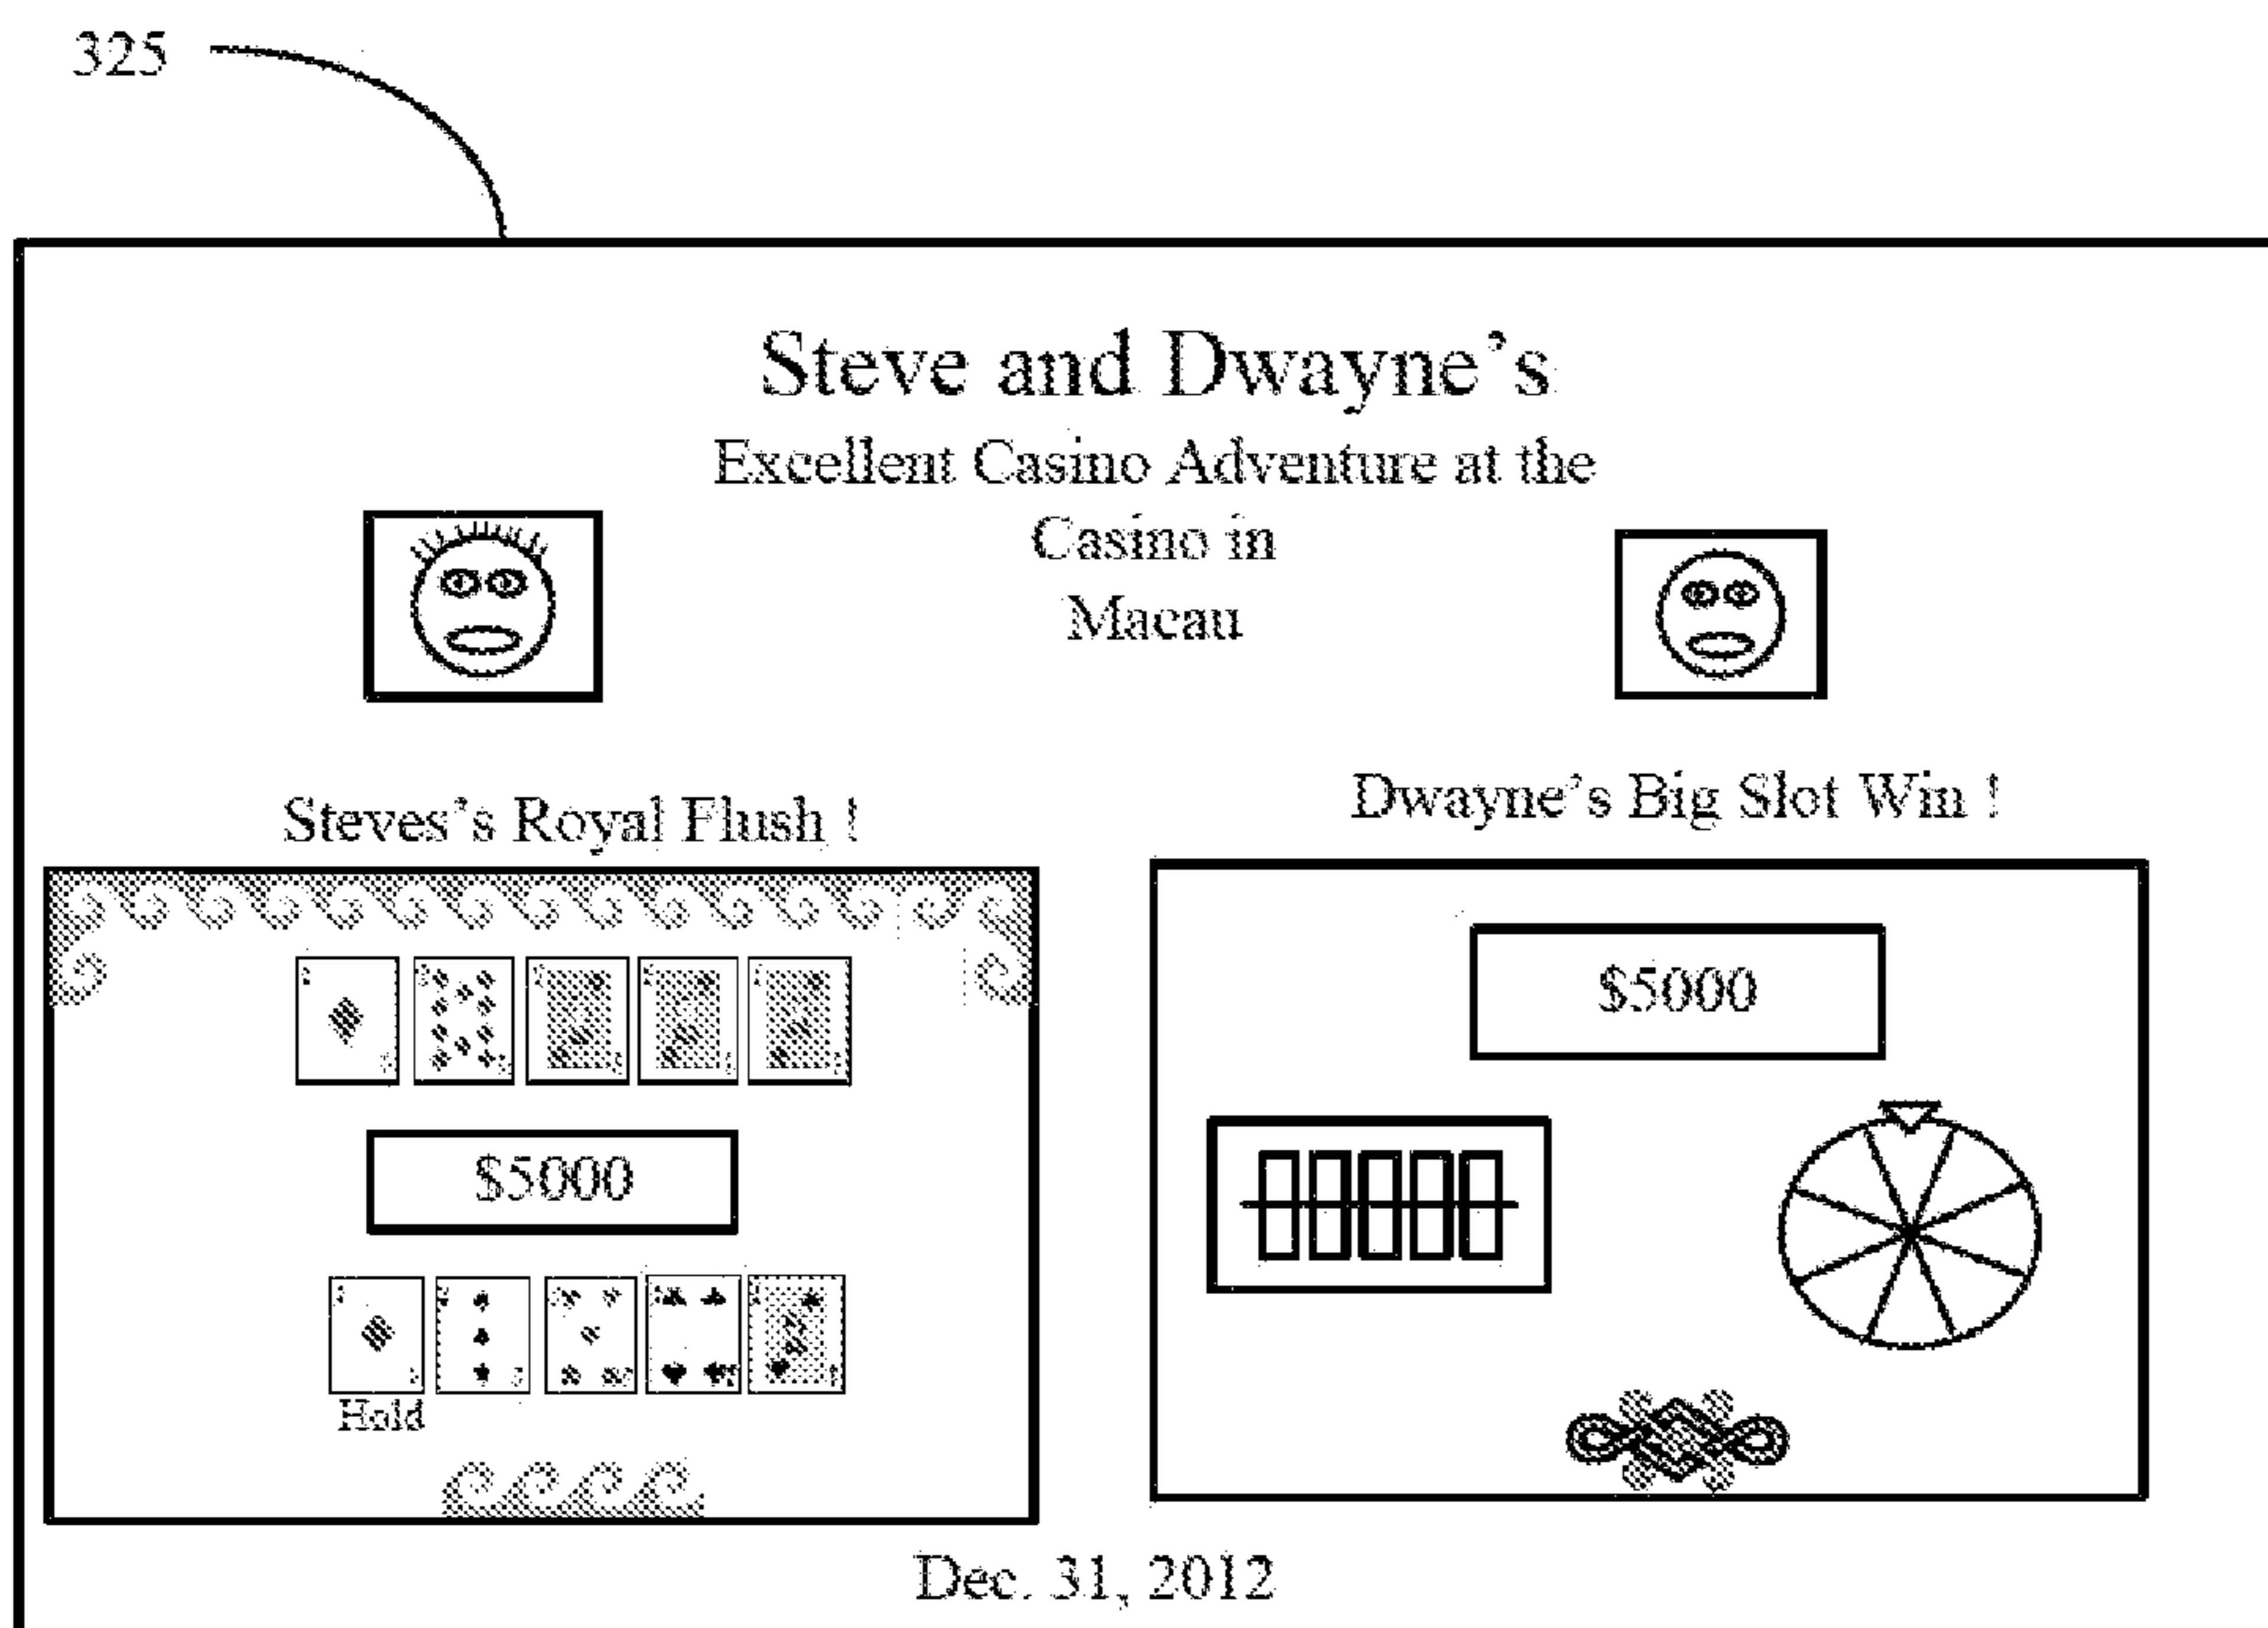 325
Steve and Dwayne's
Excellent Casino Adventure at the
Casino in
Macau
Steves's Royal Flush !
Dwayne's Big Slot Win !
$5000
$5000
Hold
Dec. 31, 2012